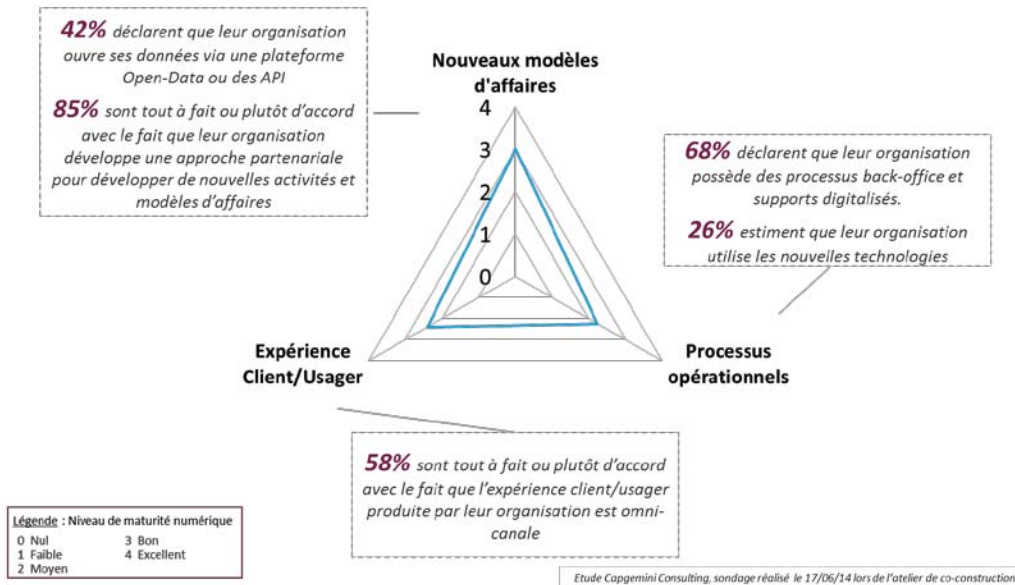 42% déclarent que leur organisation
ouvre ses données via une plateforme
Open-Data ou des API
85% sont tout à fait ou plutôt d'accord
avec le fait que leur organisation
développe une approche partenariale
pour développer de nouvelles activités et
modèles d'affaires
Nouveaux modèles
d'affaires
4
3
2
1
0
68% déclarent que leur organisation
possède des processus back-office et
supports digitalisés.
26% estiment que leur organisation
utilise les nouvelles technologies
Expérience
Client/Usager
Processus
opérationnels
58% sont tout à fait ou plutôt d'accord
avec le fait que l'expérience client/usager
produite par leur organisation est omni-
canale
Légende : Niveau de maturité numérique
0 Nul 3 Bon
1 Faible 4 Excellent
2 Moyen
Etude Capgemini Consulting, sondage réalisé le 17/06/14 lors de l'atelier de co-construction